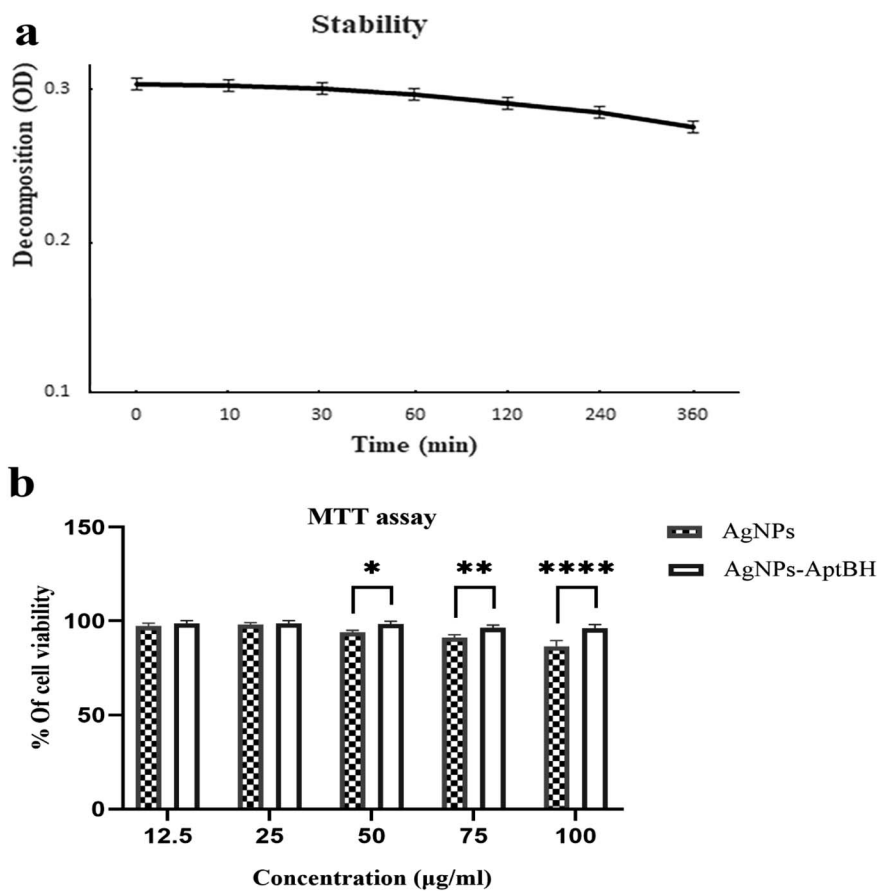 a
Stability
Decomposition (OD)
0.3
0.2
0.1
0 10 30 60 120 240 360
Time (min)
b
MTT assay
% Of cell viability
150
100
50
0
* ** ****
AgNPs
AgNPs-AptBH
12.5 25 50 75 100
Concentration (µg/ml)